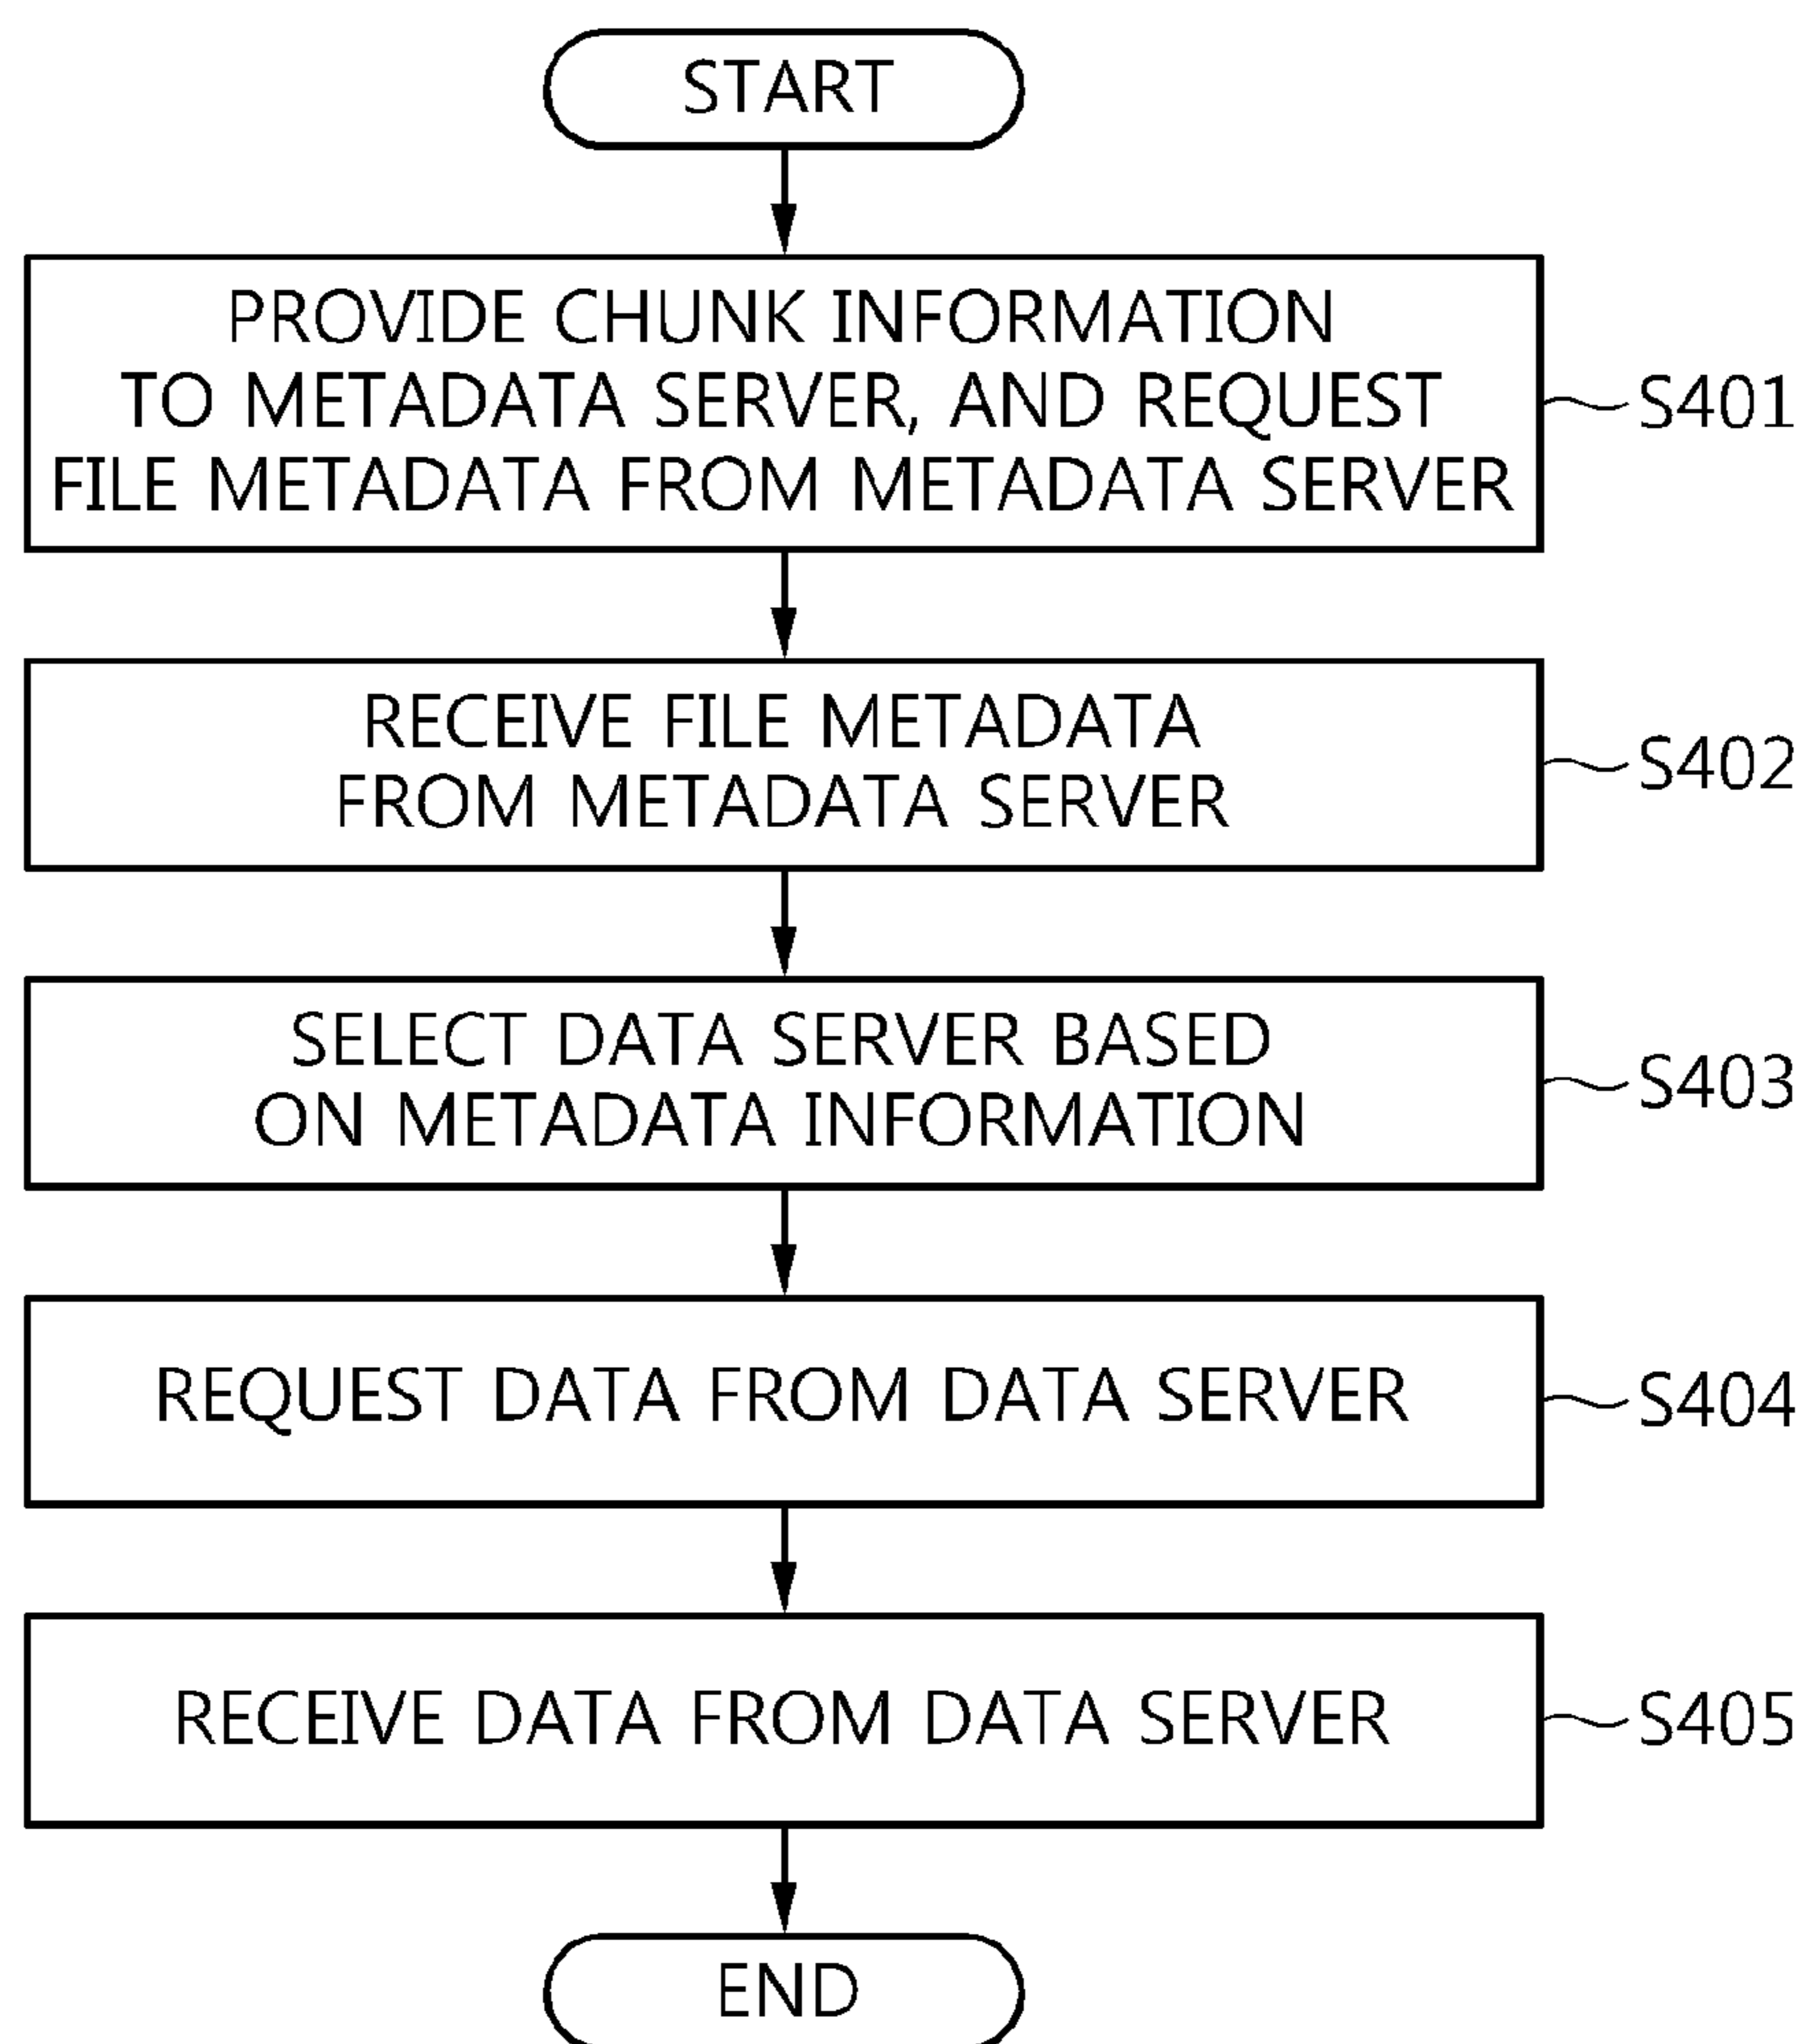 START
PROVIDE CHUNK INFORMATION
TO METADATA SERVER, AND REQUEST
FILE METADATA FROM METADATA SERVER
S401
RECEIVE FILE METADATA
FROM METADATA SERVER
S402
SELECT DATA SERVER BASED
ON METADATA INFORMATION
S403
REQUEST DATA FROM DATA SERVER
S404
RECEIVE DATA FROM DATA SERVER
S405
END